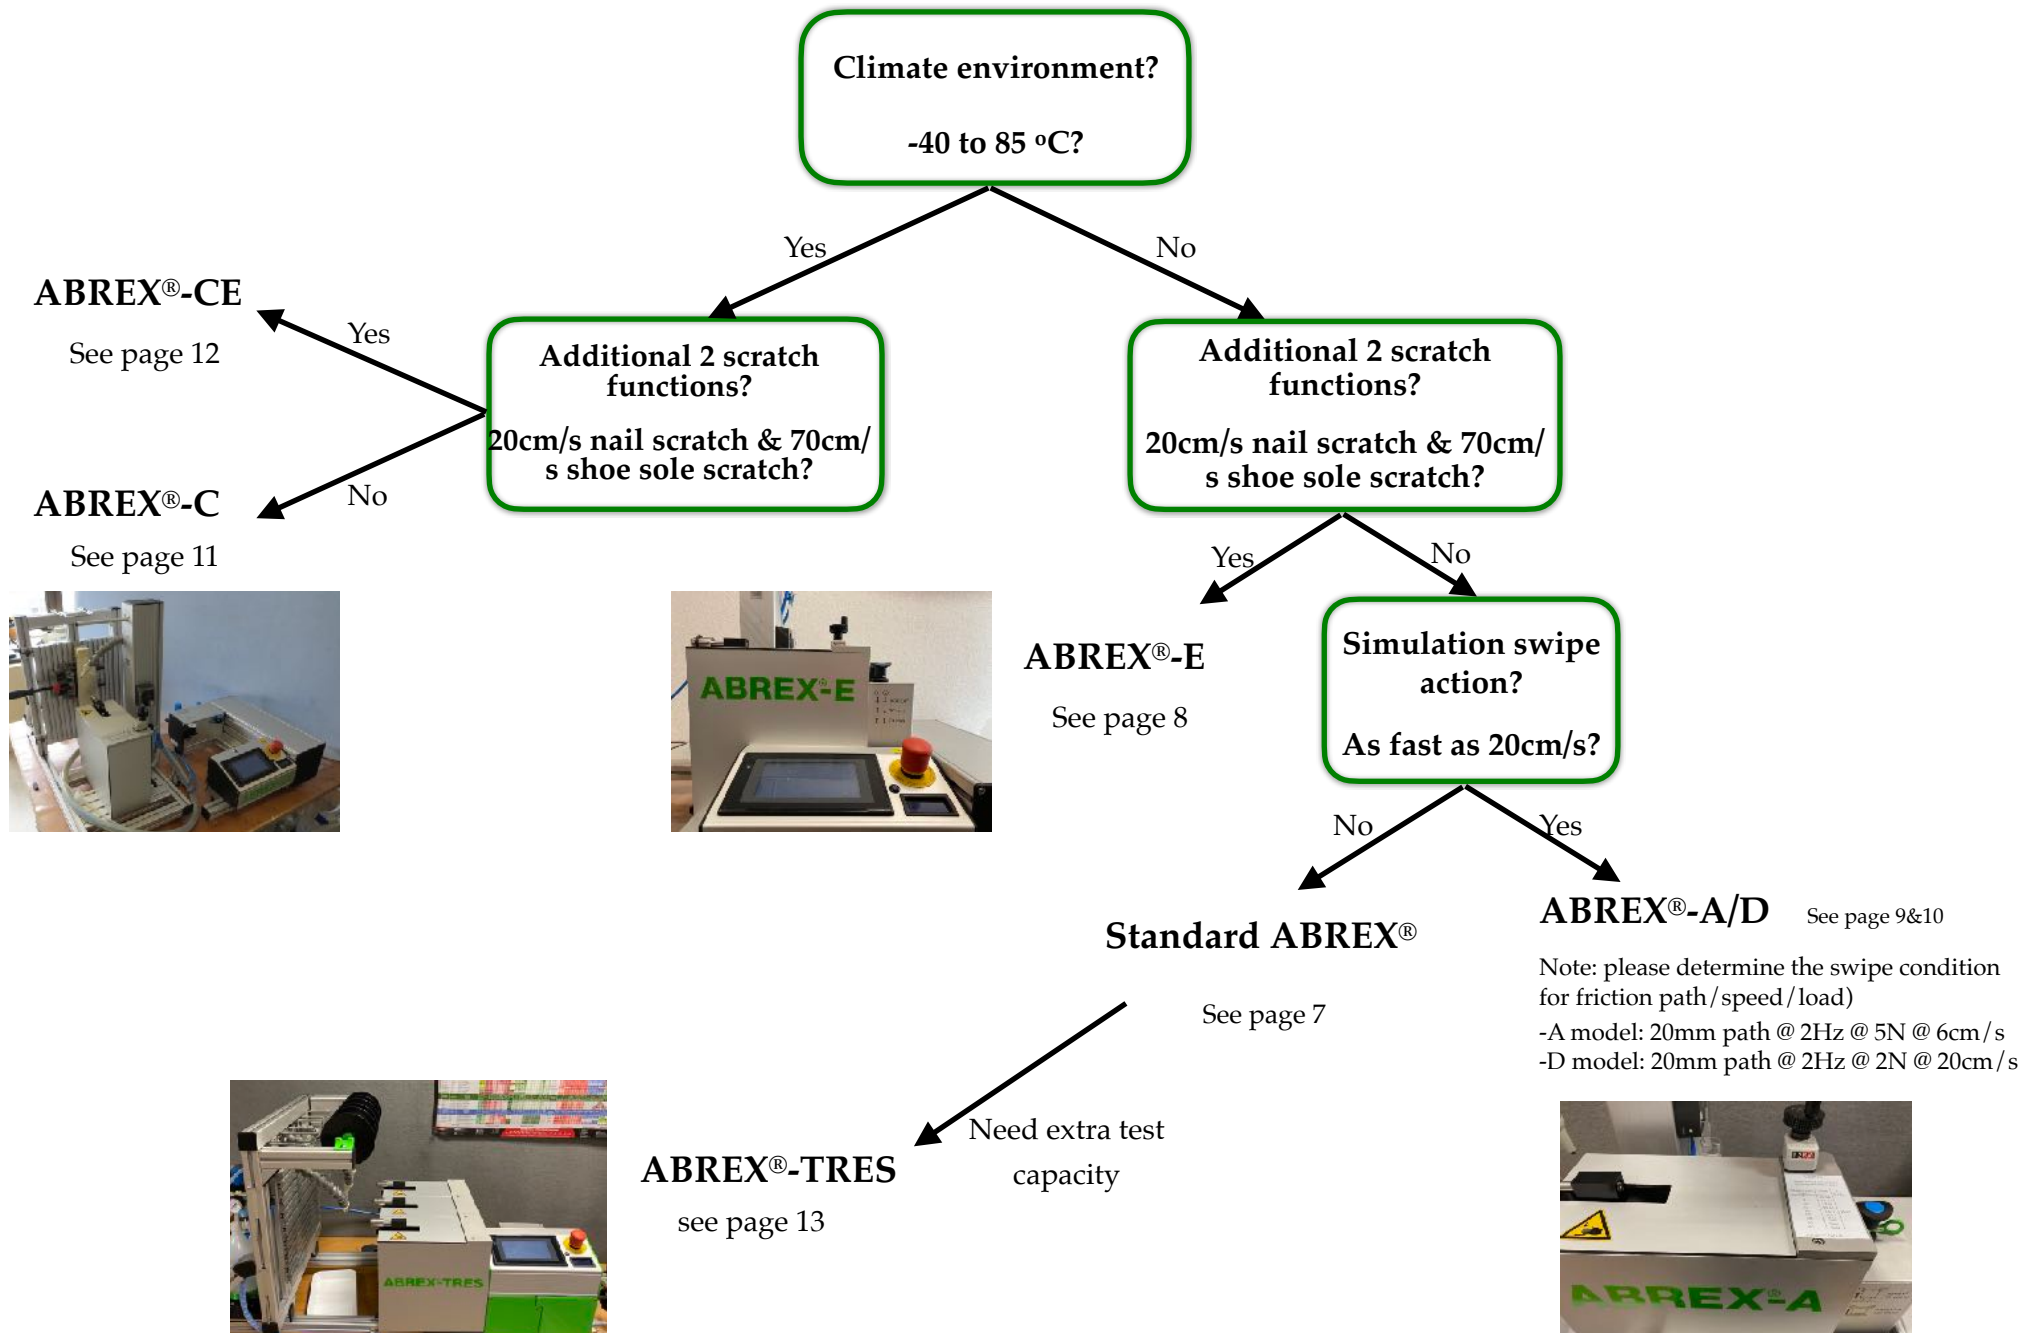 Climate environment?
-40 to 85 ºC?
Yes
No
ABREX®-CE
See page 12
Yes
Additional 2 scratch
functions?
20cm/s nail scratch & 70cm/
s shoe sole scratch?
Additional 2 scratch
functions?
20cm/s nail scratch & 70cm/
s shoe sole scratch?
ABREX®-C
No
See page 11
Yes
No
ABREX®-E
ABREX®-E
See page 8
Simulation swipe
action?
As fast as 20cm/s?
No
Yes
Standard ABREX®
See page 7
ABREX®-A/D
See page 9&10
Note: please determine the swipe condition
for friction path/speed/load)
-A model: 20mm path @ 2Hz @ 5N @ 6cm/s
-D model: 20mm path @ 2Hz @ 2N @ 20cm/s
Need extra test
capacity
ABREX®-TRES
see page 13
ABREX-TRES
ABREX®-A